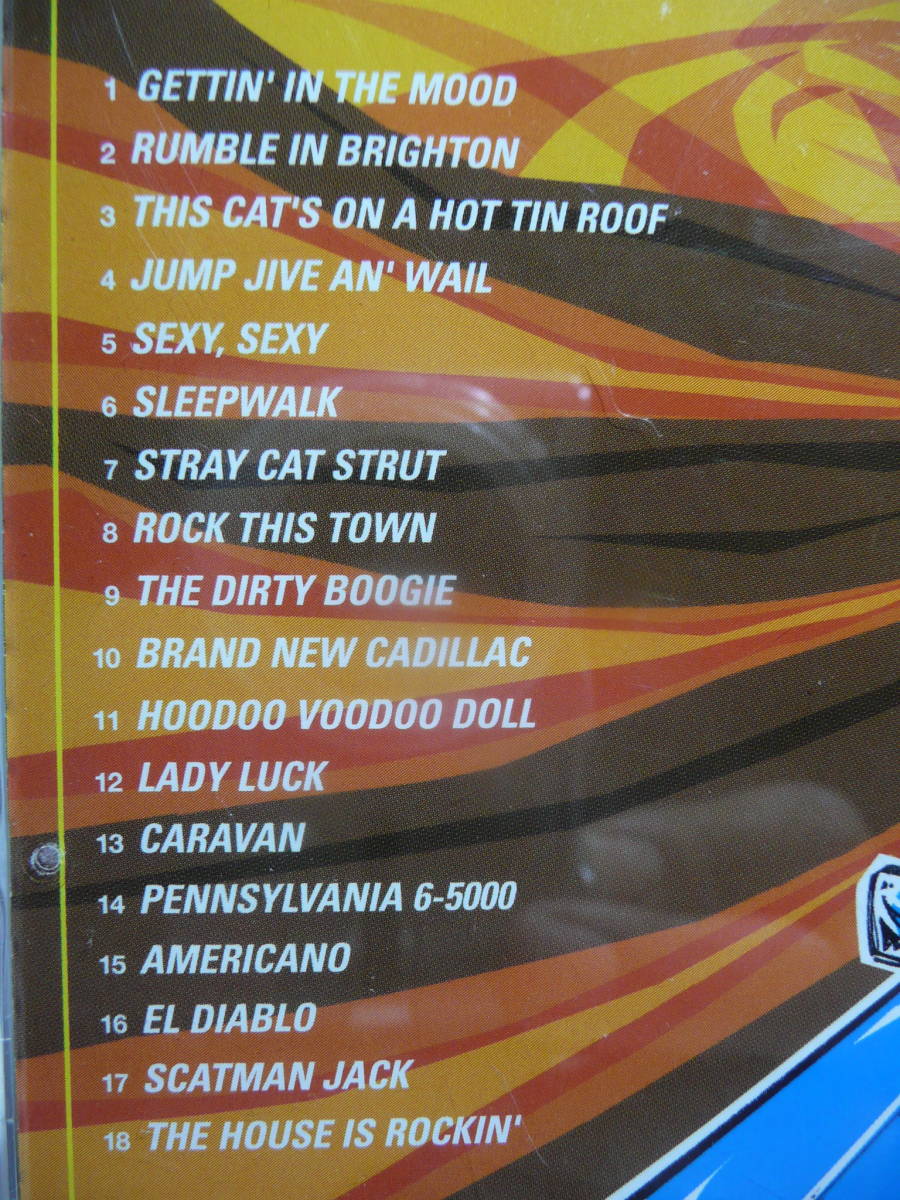 1 GETTIN' IN THE MOOD
2 RUMBLE IN BRIGHTON
3 THIS CAT'S ON A HOT TIN ROOF
4 JUMP JIVE AN' WAIL
5 SEXY, SEXY
6 SLEEPWALK
7 STRAY CAT STRUT
8 ROCK THIS TOWN
9 THE DIRTY BOOGIE
10 BRAND NEW CADILLAC
11 HOODOO VOODOO DOLL
12 LADY LUCK
13 CARAVAN
14 PENNSYLVANIA 6-5000
15 AMERICANO
16 EL DIABLO
17 SCATMAN JACK
18 THE HOUSE IS ROCKIN'